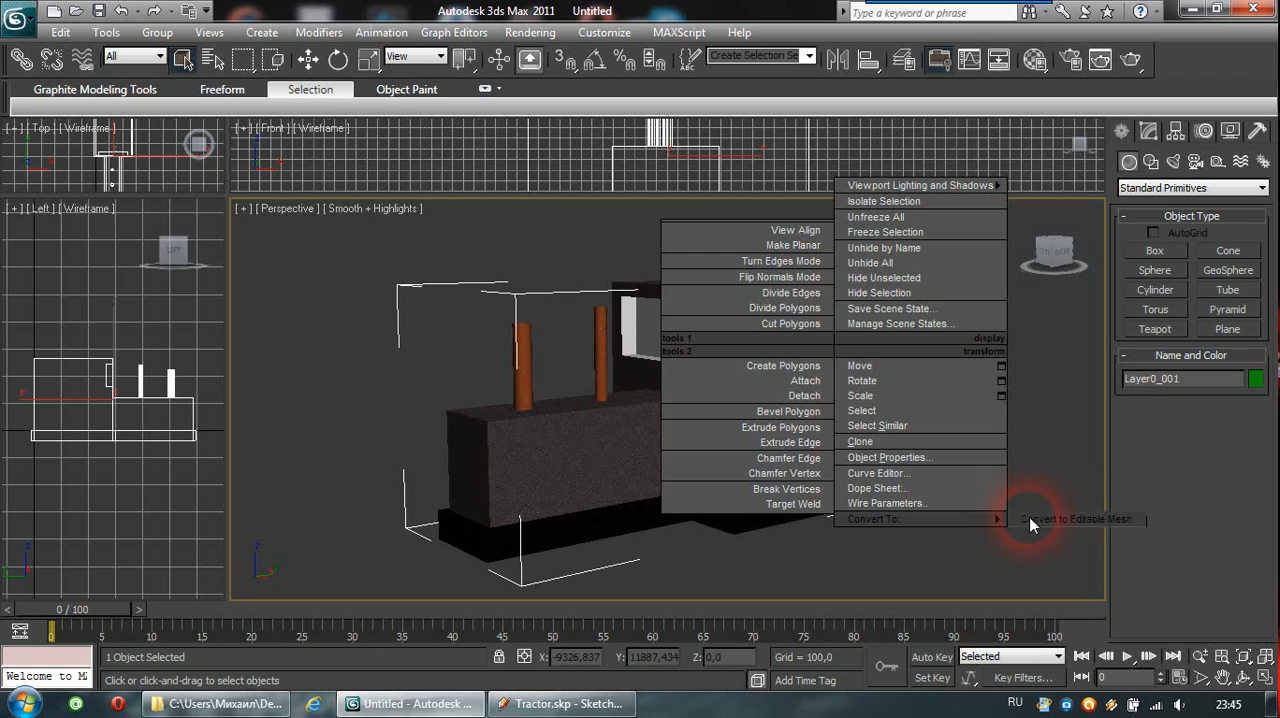 Autodesk 3ds Max 2011 Untitled
Type a keyword or phrase
Edit Tools Group Views Create Modifiers Animation Graph Editors Rendering Customize MAXScript Help
All View Create Selection Se
Graphite Modeling Tools Freeform Selection Object Paint
[ + ] Top [ Wireframe ]
[ + ] [ Front ] [ Wireframe ]
[ + ] [ Left ] [ Wireframe ]
[ + ] [ Perspective ] [ Smooth + Highlights ]
LEFT
View Align
Make Planar
Turn Edges Mode
Flip Normals Mode
Divide Edges
Divide Polygons
Cut Polygons
tools 1
tools 2
Create Polygons
Attach
Detach
Bevel Polygon
Extrude Polygons
Extrude Edge
Chamfer Edge
Chamfer Vertex
Break Vertices
Target Weld
Viewport Lighting and Shadows
Isolate Selection
Unfreeze All
Freeze Selection
Unhide by Name
Unhide All
Hide Unselected
Hide Selection
Save Scene State...
Manage Scene States...
display
transform
Move
Rotate
Scale
Select
Select Similar
Clone
Object Properties...
Curve Editor...
Dope Sheet...
Wire Parameters...
Convert To:
Convert to Editable Mesh
Standard Primitives
Object Type
AutoGrid
Box Cone
Sphere GeoSphere
Cylinder Tube
Torus Pyramid
Teapot Plane
Name and Color
Layer0_001
0 / 100
0 5 10 15 20 25 30 35 40 45 50 55 60 65 70 75 80 85 90 95 100
1 Object Selected X: -9326,837 Y: 11887,434 Z: 0,0 Grid = 100,0 Auto Key Selected
Welcome to MA Click or click-and-drag to select objects Add Time Tag Set Key Key Filters... 0
C:\Users\Михаил\De... Untitled - Autodesk ... Tractor.skp - Sketch... RU 23:45